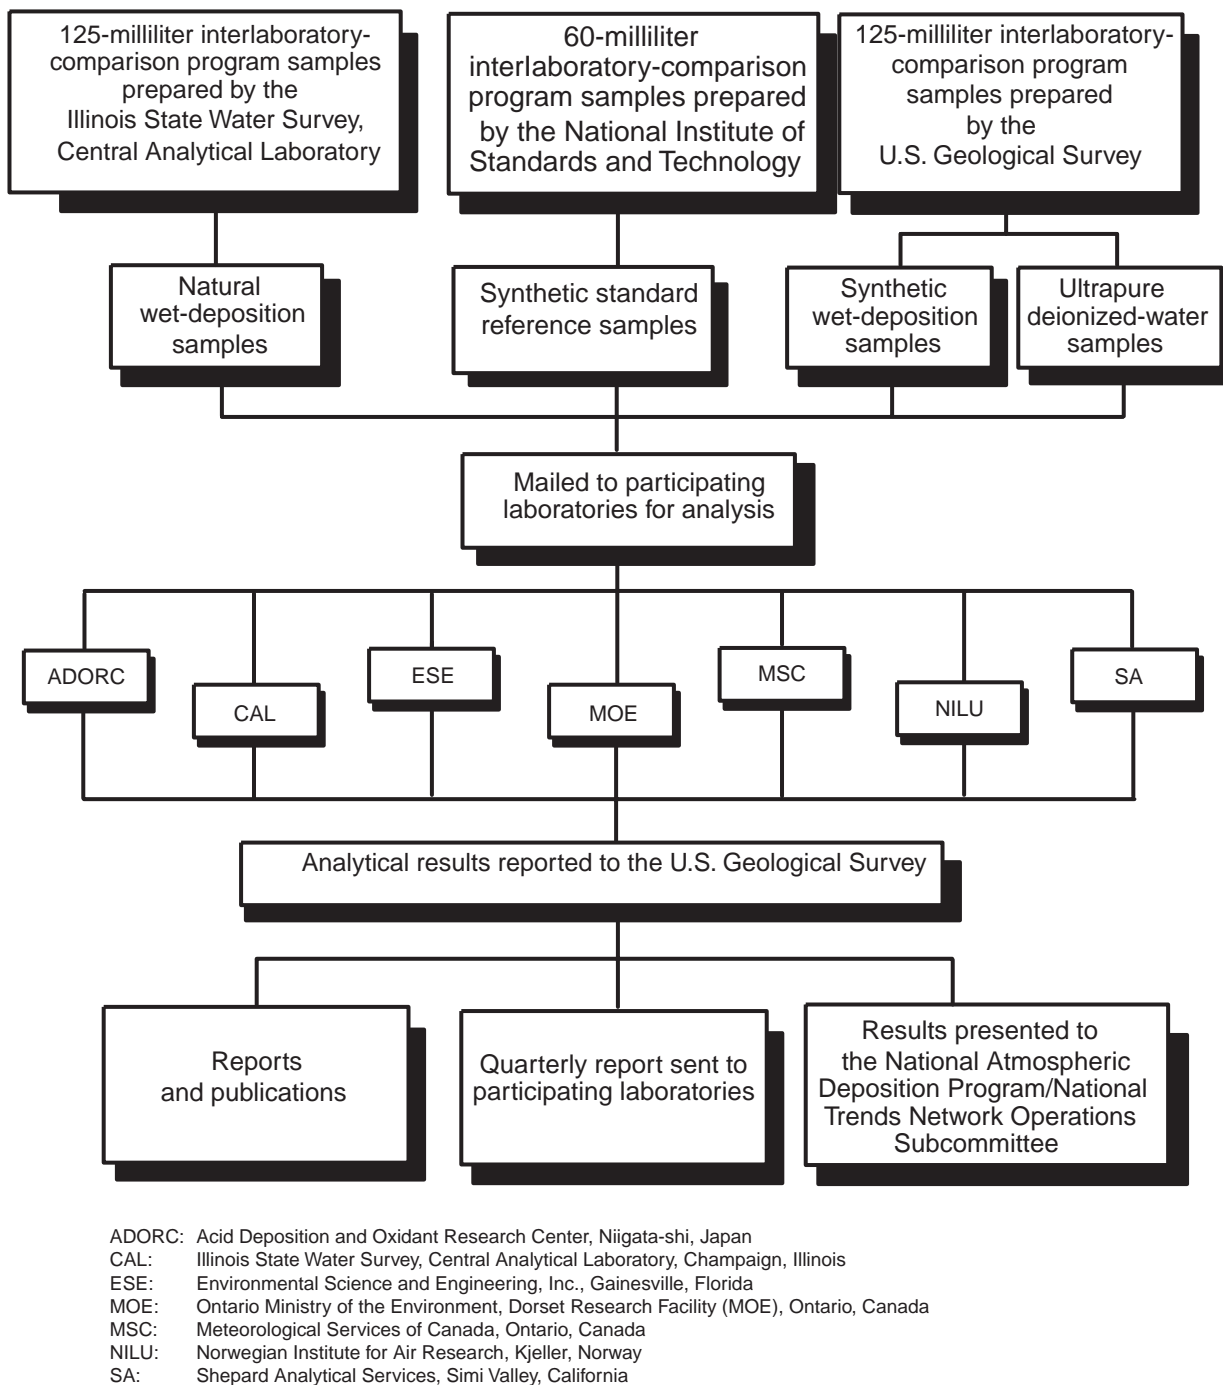 125-milliliter interlaboratory-
comparison program samples
prepared by the
Illinois State Water Survey,
Central Analytical Laboratory
60-milliliter
interlaboratory-comparison
program samples prepared
by the National Institute of
Standards and Technology
125-milliliter interlaboratory-
comparison program
samples prepared
by the
U.S. Geological Survey
Natural
wet-deposition
samples
Synthetic standard
reference samples
Synthetic
wet-deposition
samples
Ultrapure
deionized-water
samples
Mailed to participating
laboratories for analysis
ADORC
CAL
ESE
MOE
MSC
NILU
SA
Analytical results reported to the U.S. Geological Survey
Reports
and publications
Quarterly report sent to
participating laboratories
Results presented to
the National Atmospheric
Deposition Program/National
Trends Network Operations
Subcommittee
ADORC: Acid Deposition and Oxidant Research Center, Niigata-shi, Japan
CAL: Illinois State Water Survey, Central Analytical Laboratory, Champaign, Illinois
ESE: Environmental Science and Engineering, Inc., Gainesville, Florida
MOE: Ontario Ministry of the Environment, Dorset Research Facility (MOE), Ontario, Canada
MSC: Meteorological Services of Canada, Ontario, Canada
NILU: Norwegian Institute for Air Research, Kjeller, Norway
SA: Shepard Analytical Services, Simi Valley, California